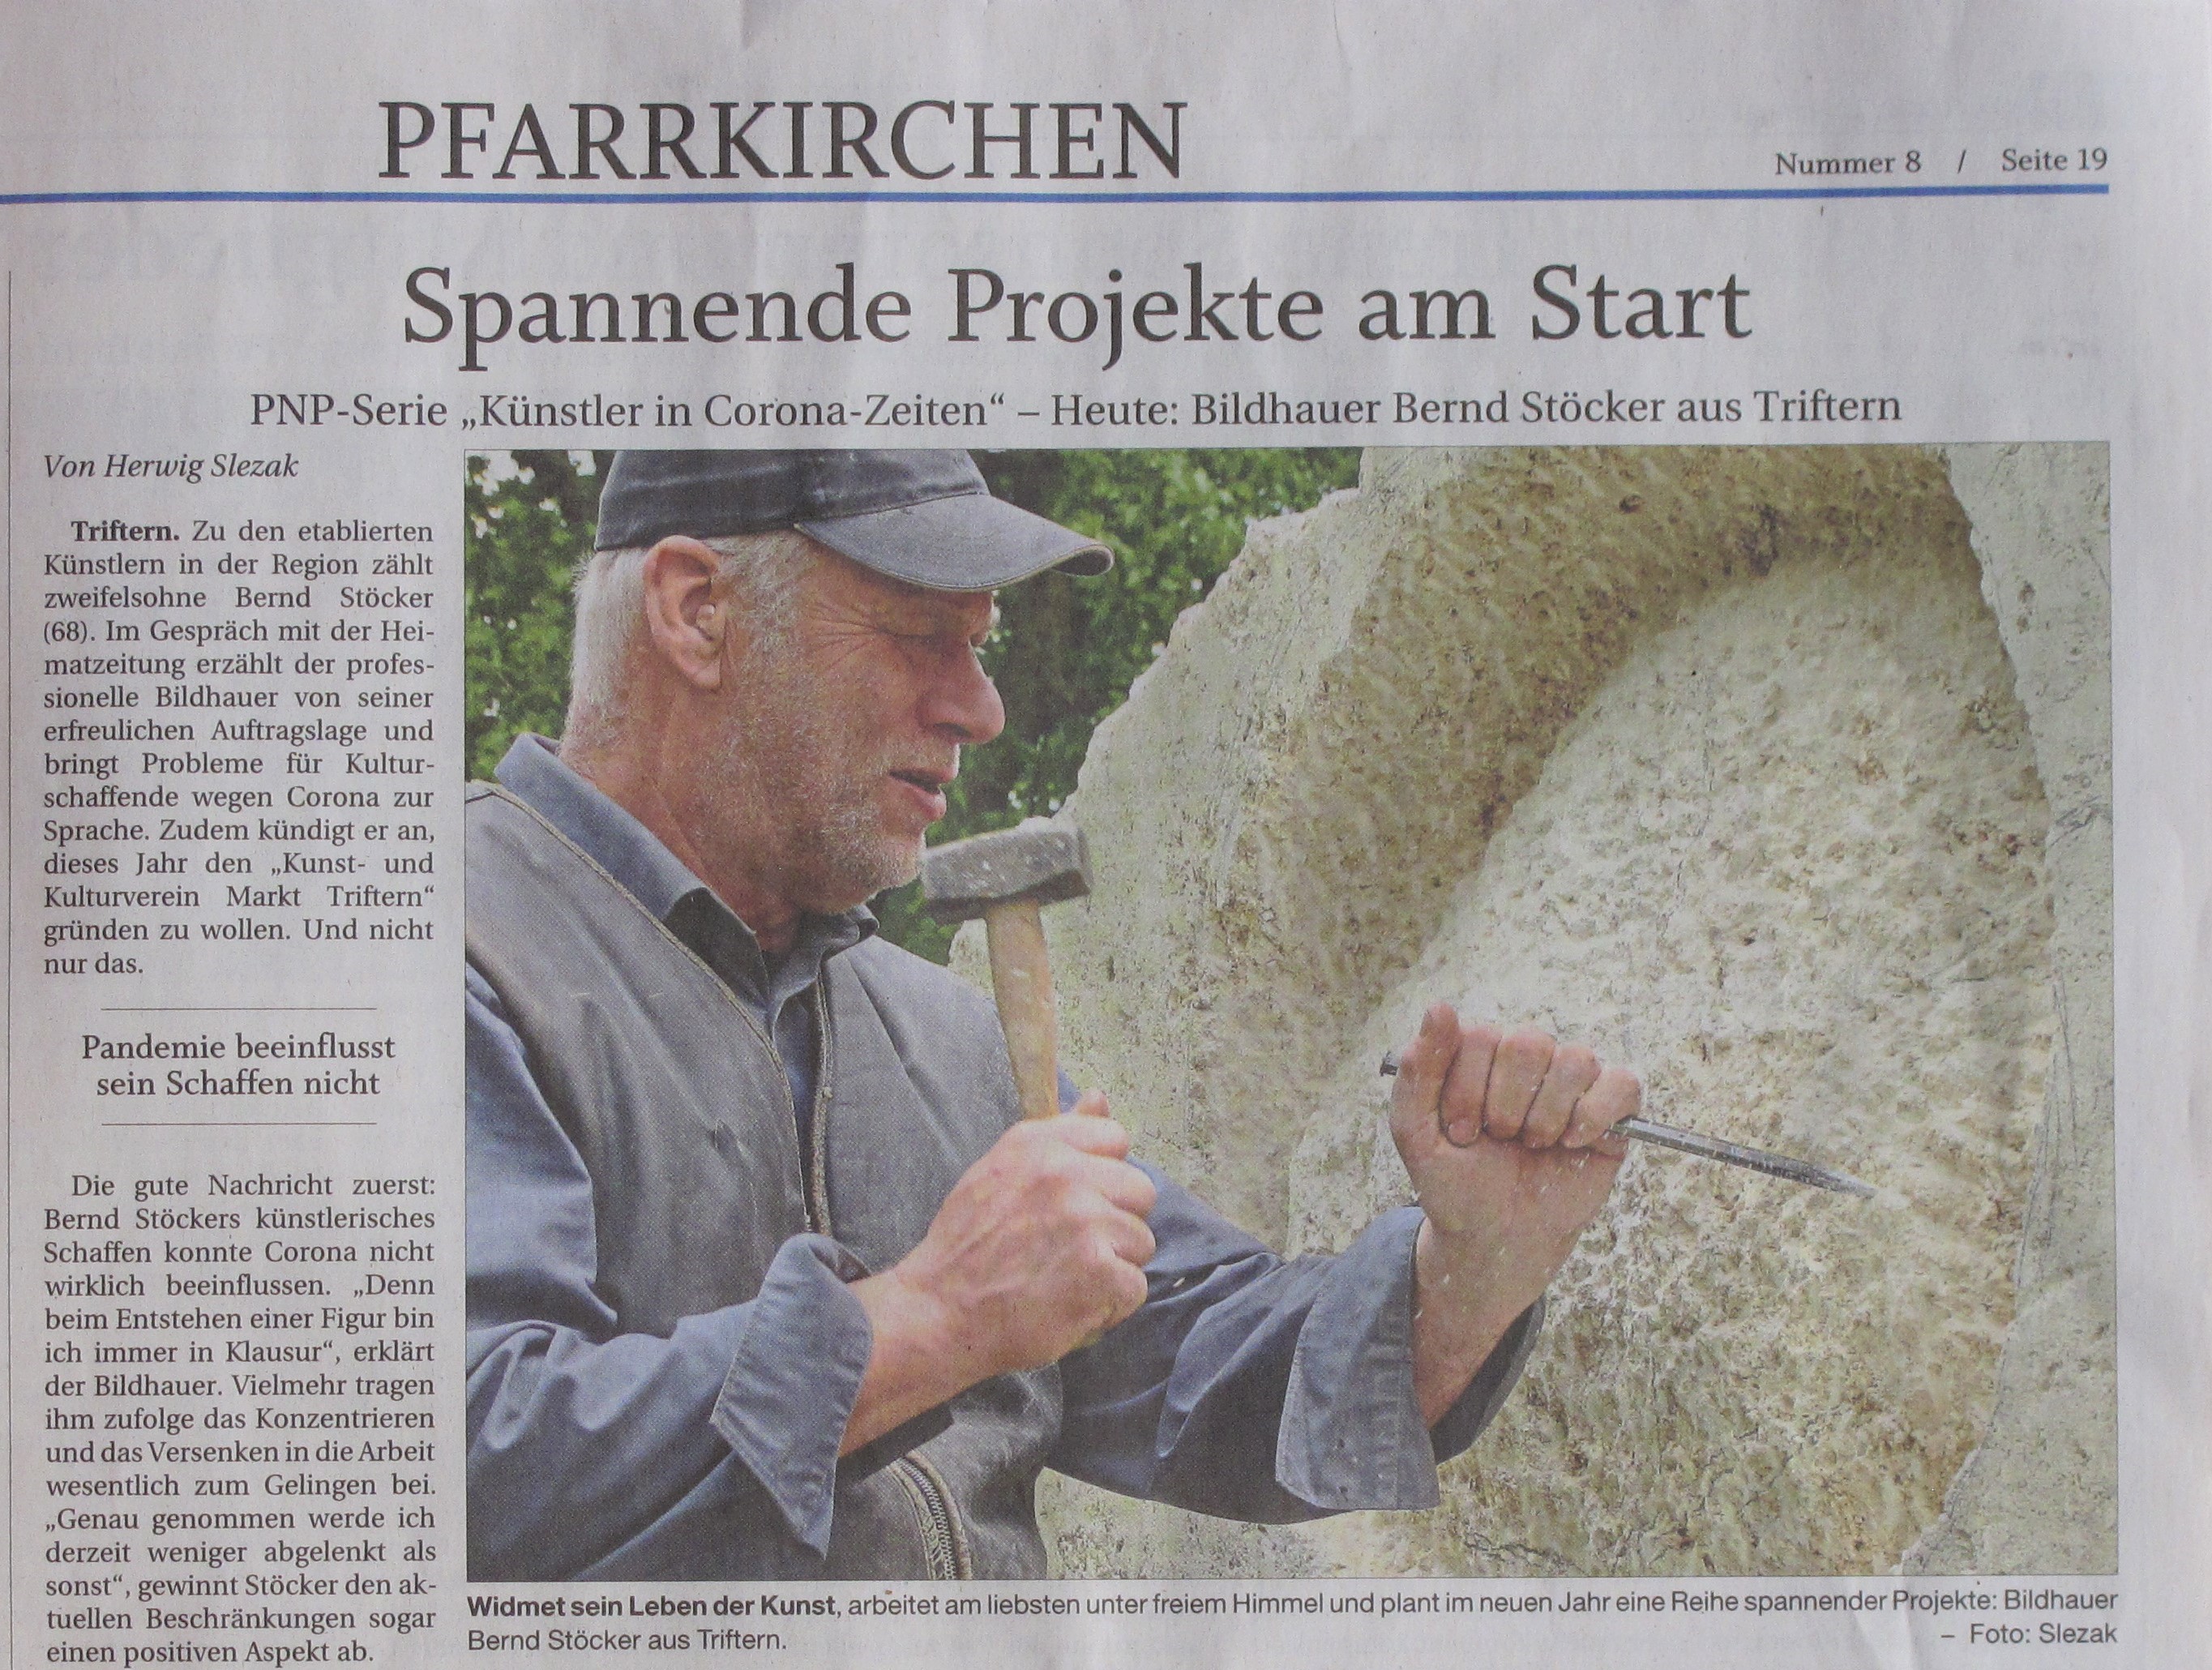 PFARRKIRCHEN
Nummer 8 / Seite 19
Spannende Projekte am Start
PNP-Serie „Künstler in Corona-Zeiten“ – Heute: Bildhauer Bernd Stöcker aus Triftern
Von Herwig Slezak
Triftern. Zu den etablierten
Künstlern in der Region zählt
zweifelsohne Bernd Stöcker
(68). Im Gespräch mit der Hei-
matzeitung erzählt der profes-
sionelle Bildhauer von seiner
erfreulichen Auftragslage und
bringt Probleme für Kultur-
schaffende wegen Corona zur
Sprache. Zudem kündigt er an,
dieses Jahr den „Kunst- und
Kulturverein Markt Triftern“
gründen zu wollen. Und nicht
nur das.
Pandemie beeinflusst
sein Schaffen nicht
Die gute Nachricht zuerst:
Bernd Stöckers künstlerisches
Schaffen konnte Corona nicht
wirklich beeinflussen. „Denn
beim Entstehen einer Figur bin
ich immer in Klausur“, erklärt
der Bildhauer. Vielmehr tragen
ihm zufolge das Konzentrieren
und das Versenken in die Arbeit
wesentlich zum Gelingen bei.
„Genau genommen werde ich
derzeit weniger abgelenkt als
sonst“, gewinnt Stöcker den ak-
tuellen Beschränkungen sogar
einen positiven Aspekt ab.
Widmet sein Leben der Kunst, arbeitet am liebsten unter freiem Himmel und plant im neuen Jahr eine Reihe spannender Projekte: Bildhauer
Bernd Stöcker aus Triftern. – Foto: Slezak